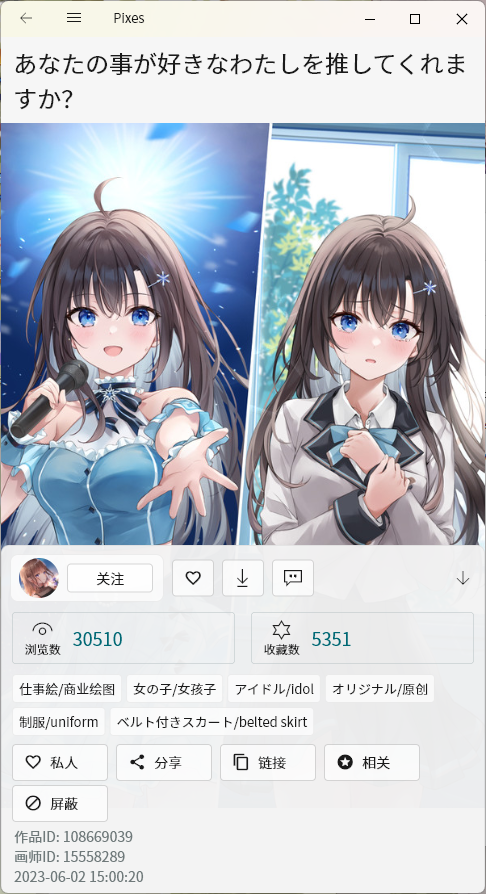 Pixes
あなたの事が好きなわたしを推してくれま
すか？
关注
浏览数 30510 收藏数 5351
仕事絵/商业绘图 女の子/女孩子 アイドル/idol オリジナル/原创
制服/uniform ベルト付きスカート/belted skirt
私人 分享 链接 相关
屏蔽
作品ID: 108669039
画师ID: 15558289
2023-06-02 15:00:20